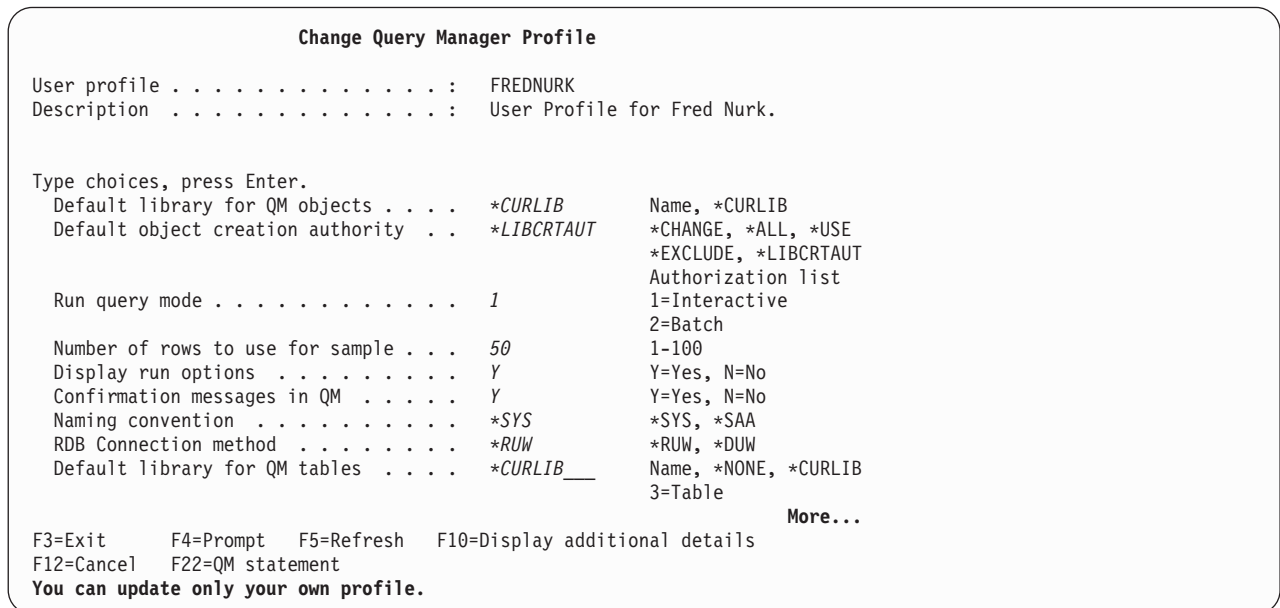 Change Query Manager Profile
User profile . . . . . . . . . . . . . : FREDNURK
Description . . . . . . . . . . . . . : User Profile for Fred Nurk.
Type choices, press Enter.
Default library for QM objects . . . . *CURLIB Name, *CURLIB
Default object creation authority . . *LIBCRTAUT *CHANGE, *ALL, *USE
*EXCLUDE, *LIBCRTAUT
Authorization list
Run query mode . . . . . . . . . . . . 1 1=Interactive
2=Batch
Number of rows to use for sample . . . 50 1-100
Display run options . . . . . . . . . Y Y=Yes, N=No
Confirmation messages in QM . . . . . Y Y=Yes, N=No
Naming convention . . . . . . . . . . *SYS *SYS, *SAA
RDB Connection method . . . . . . . . *RUW *RUW, *DUW
Default library for QM tables . . . . *CURLIB___ Name, *NONE, *CURLIB
3=Table
More...
F3=Exit F4=Prompt F5=Refresh F10=Display additional details
F12=Cancel F22=QM statement
You can update only your own profile.